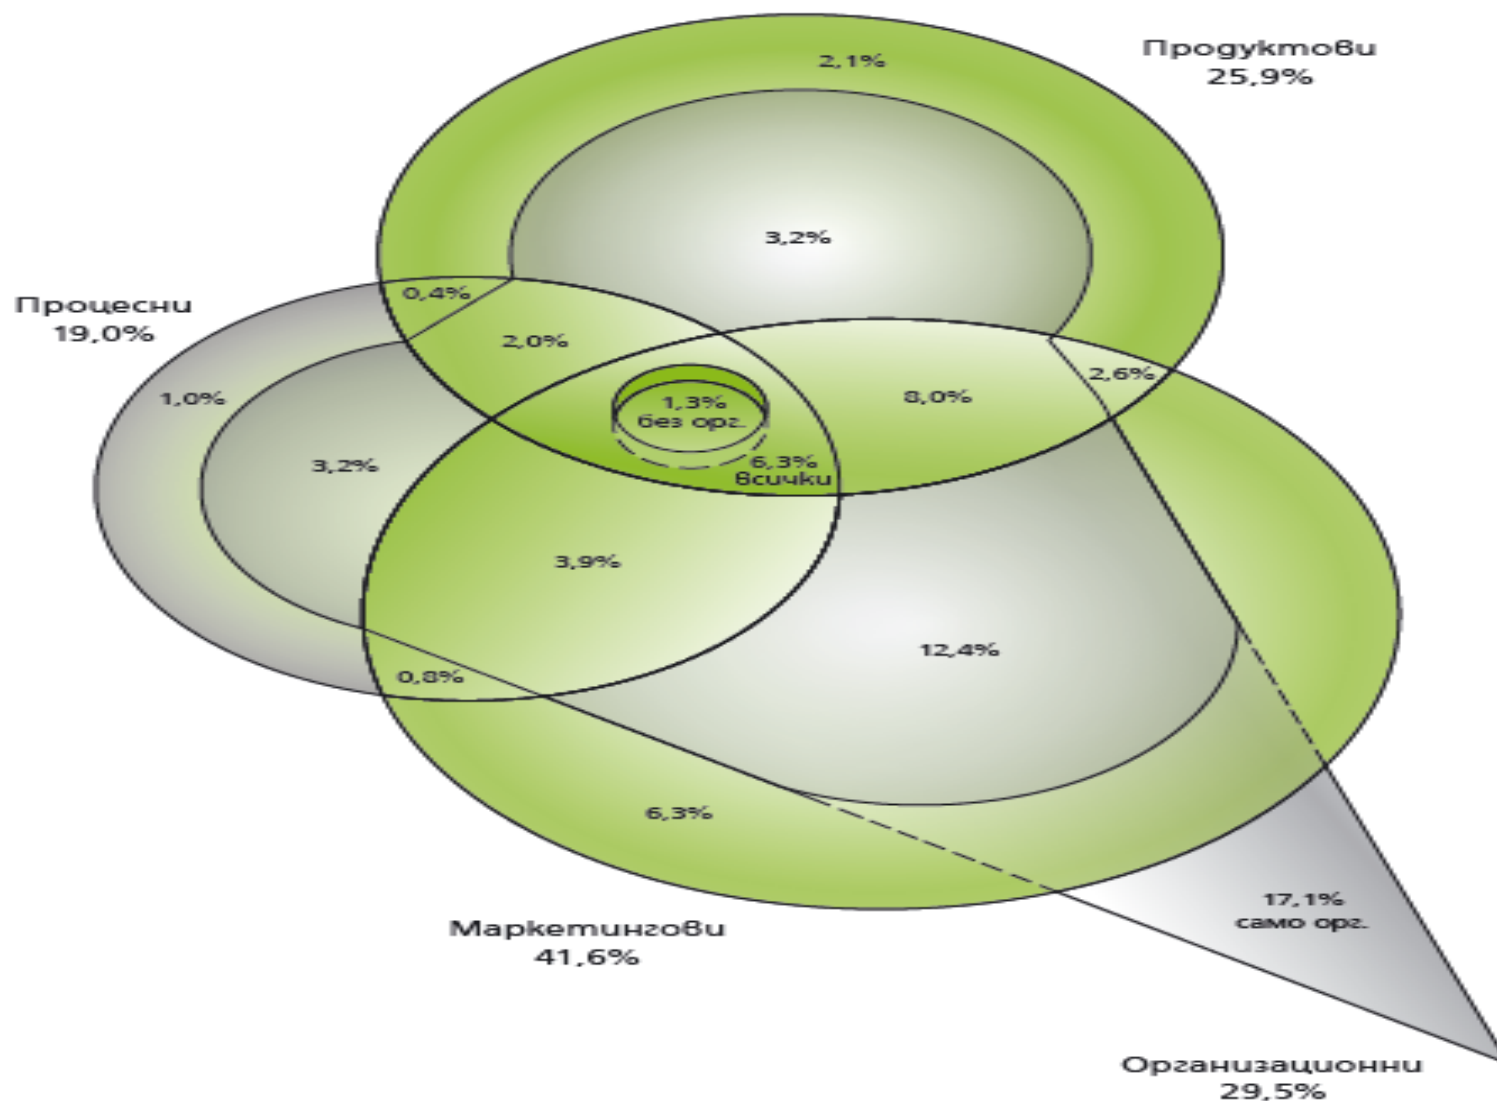 Продуктови
25,9%
2,1%
3,2%
Процесни
19,0%
0,4%
2,0%
1,0%
2,6%
8,0%
1,3%
без орг.
3,2%
6,3%
всички
3,9%
12,4%
0,8%
6,3%
17,1%
само орг.
Маркетингови
41,6%
Организационни
29,5%